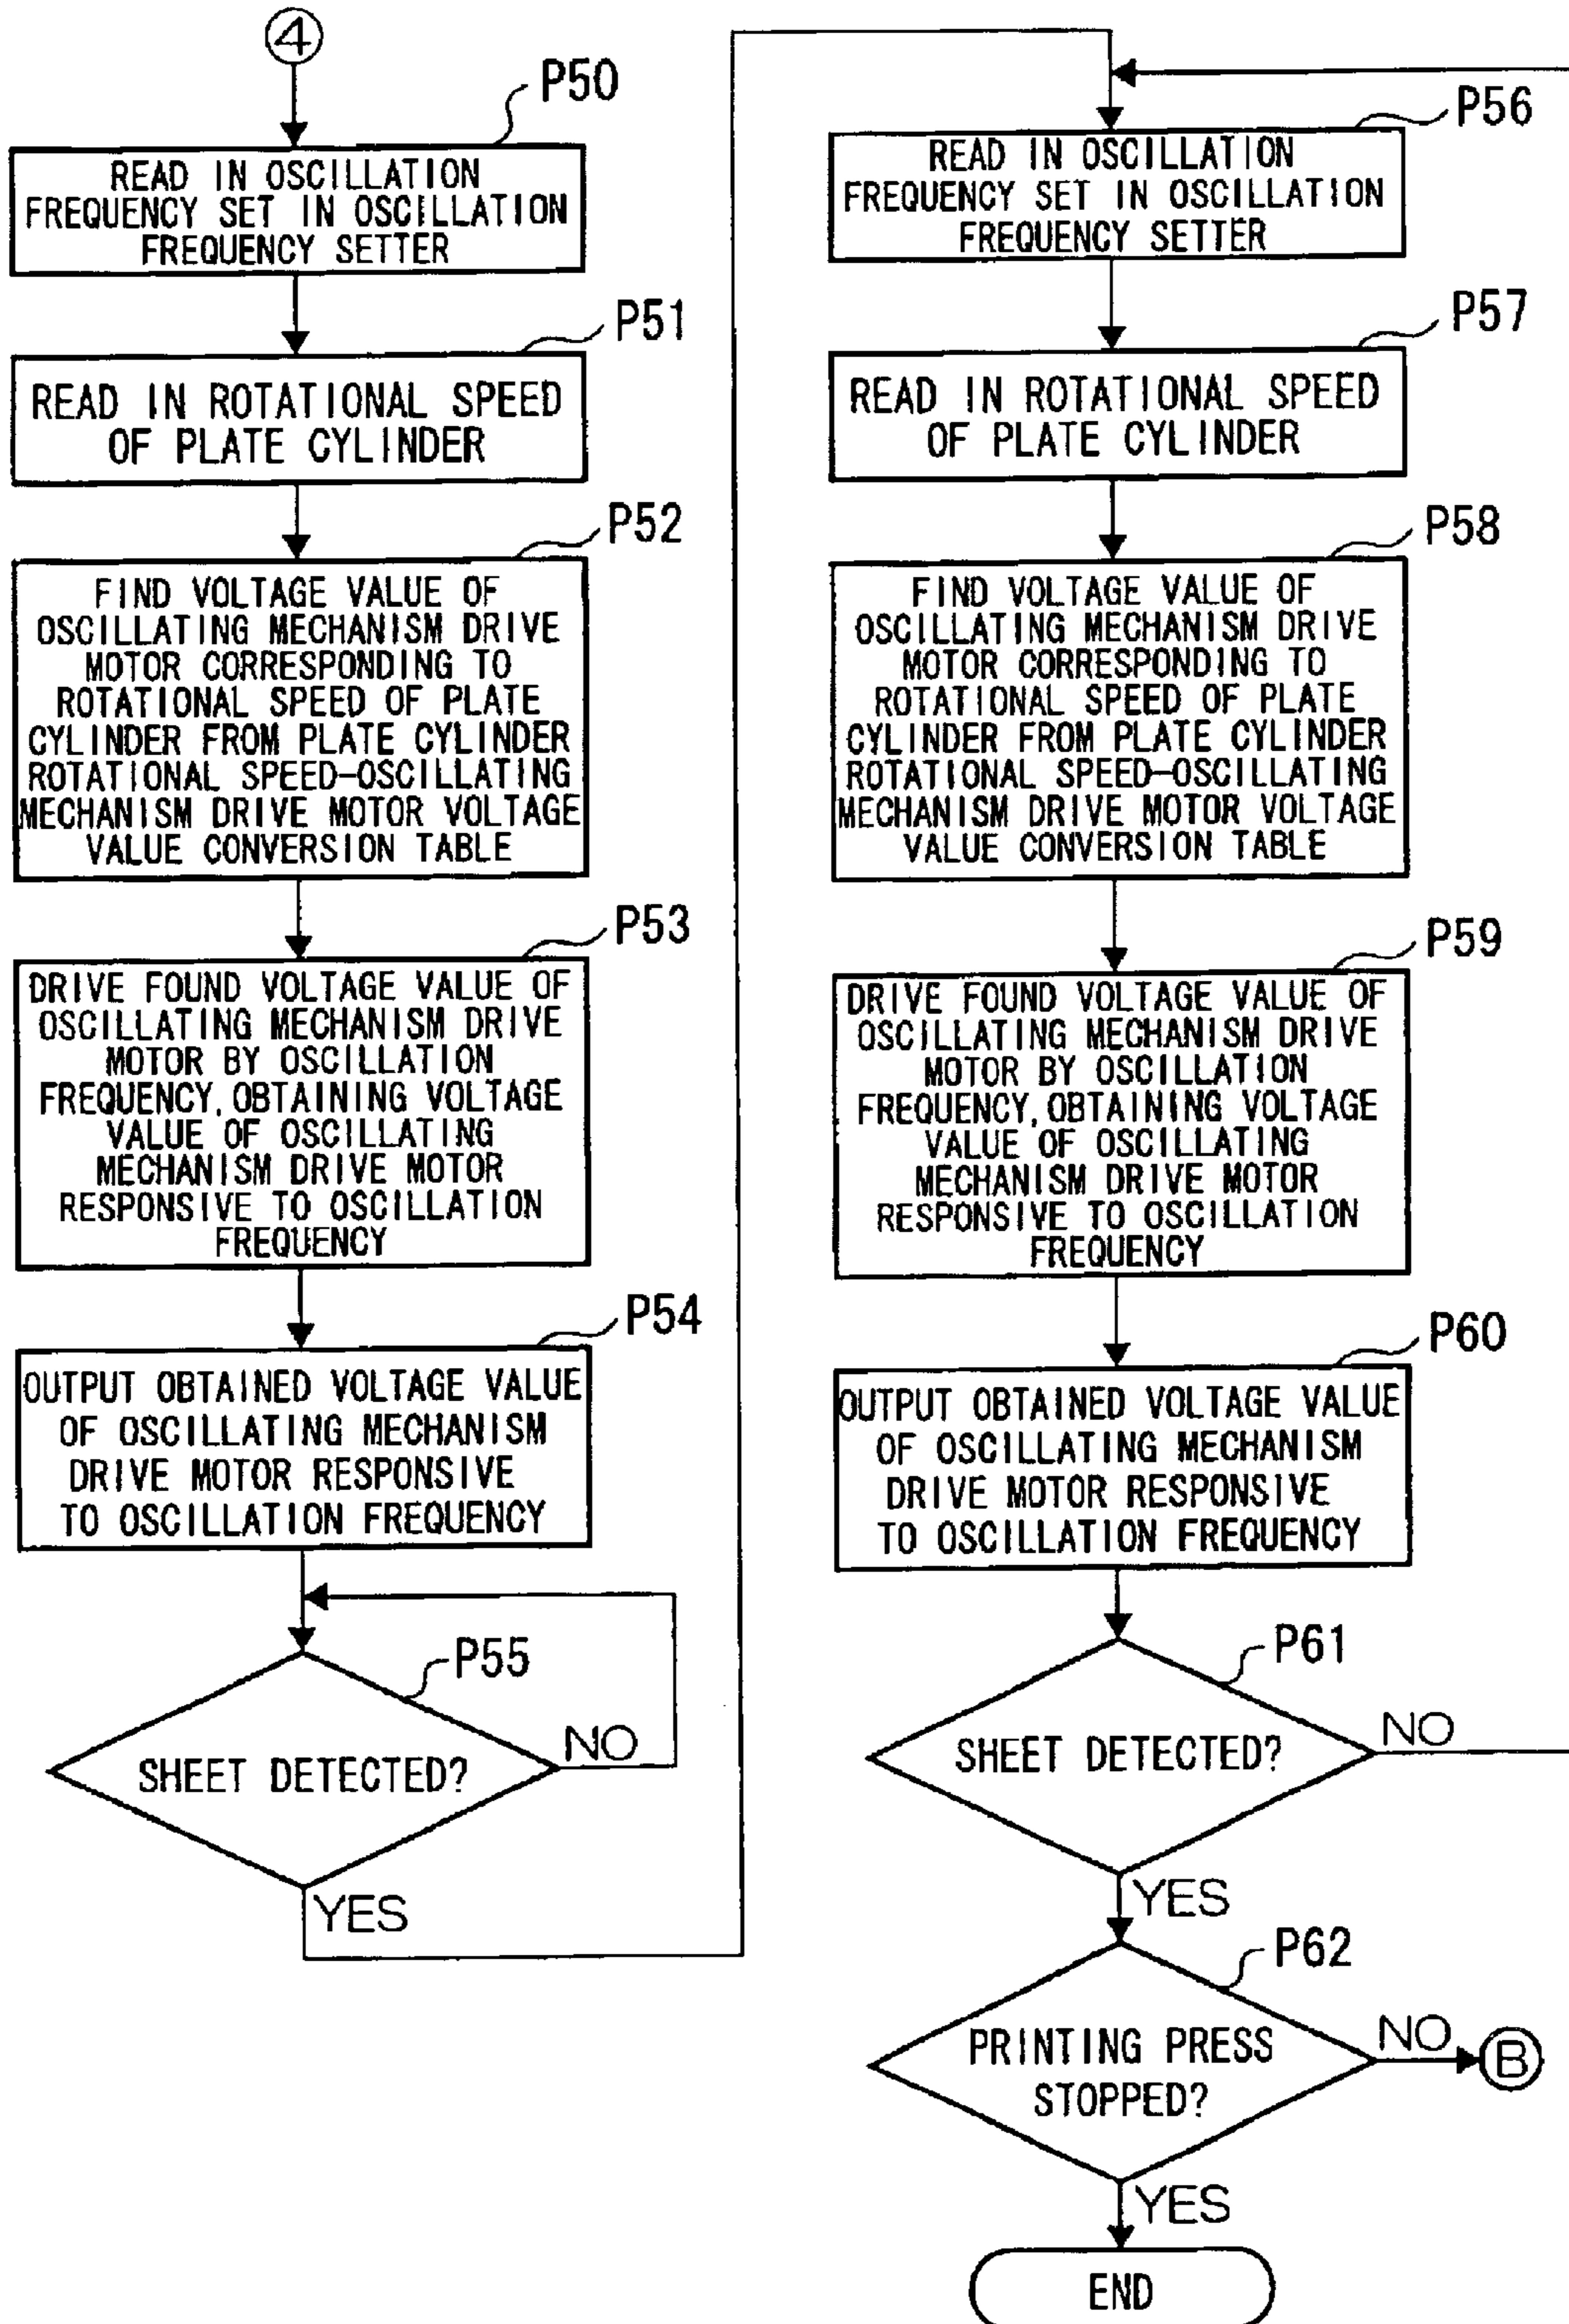 4
P50
READ IN OSCILLATION
FREQUENCY SET IN OSCILLATION
FREQUENCY SETTER
P51
READ IN ROTATIONAL SPEED
OF PLATE CYLINDER
P52
FIND VOLTAGE VALUE OF
OSCILLATING MECHANISM DRIVE
MOTOR CORRESPONDING TO
ROTATIONAL SPEED OF PLATE
CYLINDER FROM PLATE CYLINDER
ROTATIONAL SPEED-OSCILLATING
MECHANISM DRIVE MOTOR VOLTAGE
VALUE CONVERSION TABLE
P53
DRIVE FOUND VOLTAGE VALUE OF
OSCILLATING MECHANISM DRIVE
MOTOR BY OSCILLATION
FREQUENCY, OBTAINING VOLTAGE
VALUE OF OSCILLATING
MECHANISM DRIVE MOTOR
RESPONSIVE TO OSCILLATION
FREQUENCY
P54
OUTPUT OBTAINED VOLTAGE VALUE
OF OSCILLATING MECHANISM
DRIVE MOTOR RESPONSIVE
TO OSCILLATION FREQUENCY
P55
SHEET DETECTED?
NO
YES
P56
READ IN OSCILLATION
FREQUENCY SET IN OSCILLATION
FREQUENCY SETTER
P57
READ IN ROTATIONAL SPEED
OF PLATE CYLINDER
P58
FIND VOLTAGE VALUE OF
OSCILLATING MECHANISM DRIVE
MOTOR CORRESPONDING TO
ROTATIONAL SPEED OF PLATE
CYLINDER FROM PLATE CYLINDER
ROTATIONAL SPEED-OSCILLATING
MECHANISM DRIVE MOTOR VOLTAGE
VALUE CONVERSION TABLE
P59
DRIVE FOUND VOLTAGE VALUE OF
OSCILLATING MECHANISM DRIVE
MOTOR BY OSCILLATION
FREQUENCY, OBTAINING VOLTAGE
VALUE OF OSCILLATING
MECHANISM DRIVE MOTOR
RESPONSIVE TO OSCILLATION
FREQUENCY
P60
OUTPUT OBTAINED VOLTAGE VALUE
OF OSCILLATING MECHANISM
DRIVE MOTOR RESPONSIVE
TO OSCILLATION FREQUENCY
P61
SHEET DETECTED?
NO
YES
P62
PRINTING PRESS
STOPPED?
NO
B
YES
END